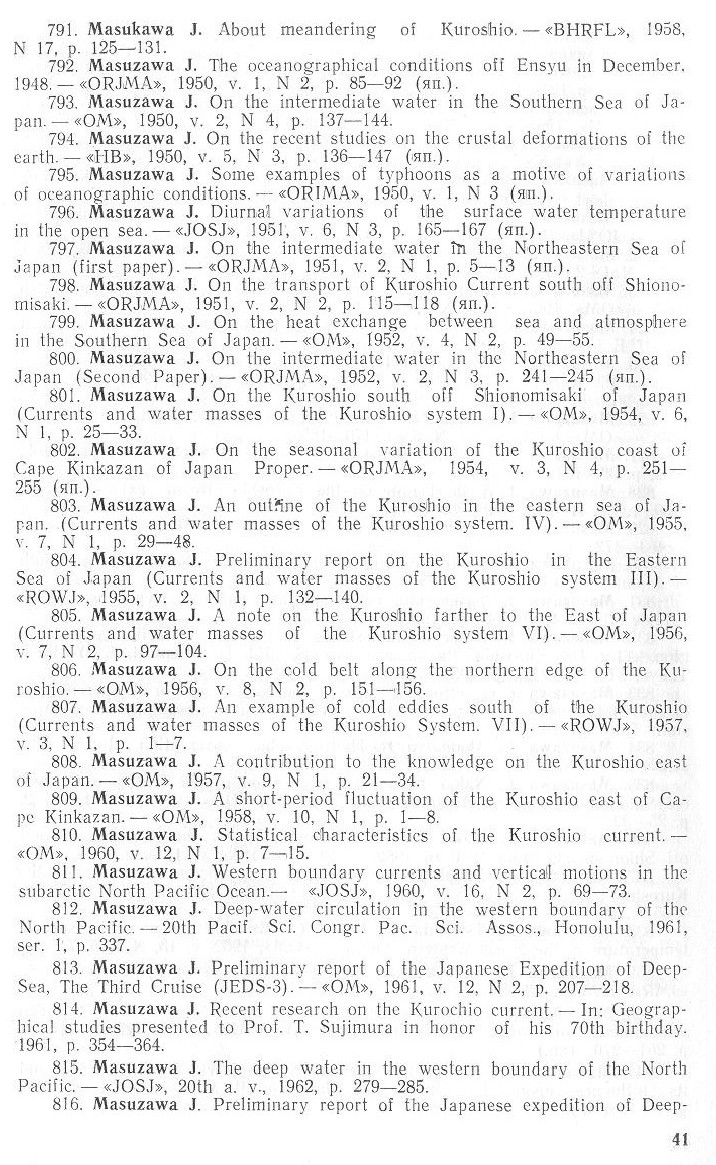 791. Masukawa J. About meandering of Kuroshio. — «BHRFL», 1958,
N 17, p. 125—131.
792. Masuzawa J. The oceanographical conditions off Ensyu in December,
1948. — «ORJMA», 1950, v. 1, N 2, p. 85—92 (яп.).
793. Masuzawa J. On the intermediate water in the Southern Sea of Ja-
pan. — «OM», 1950, v. 2, N 4, p. 137—144.
794. Masuzawa J. On the recent studies on the crustal deformations of the
earth. — «HB», 1950, v. 5, N 3, p. 136—147 (яп.).
795. Masuzawa J. Some examples of typhoons as a motive of variations
of oceanographic conditions. — «ORIMA», 1950, v. 1, N 3 (яп.).
796. Masuzawa J. Diurnal variations of the surface water temperature
in the open sea. — «JOSJ», 1951, v. 6, N 3, p. 165—167 (яп.).
797. Masuzawa J. On the intermediate water in the Northeastern Sea of
Japan (first paper). — «ORJMA», 1951, v. 2, N 1, p. 5—13 (яп.).
798. Masuzawa J. On the transport of Kuroshio Current south off Shiono-
misaki. — «ORJMA», 1951, v. 2, N 2, p. 115—118 (яп.).
799. Masuzawa J. On the heat exchange between sea and atmosphere
in the Southern Sea of Japan. — «OM», 1952, v. 4, N 2, p. 49—55.
800. Masuzawa J. On the intermediate water in the Northeastern Sea of
Japan (Second Paper). — «ORJMA», 1952, v. 2, N 3, p. 241—245 (яп.).
801. Masuzawa J. On the Kuroshio south off Shionomisaki of Japan
(Currents and water masses of the Kuroshio system I). — «OM», 1954, v. 6,
N 1, p. 25—33.
802. Masuzawa J. On the seasonal variation of the Kuroshio coast of
Cape Kinkazan of Japan Proper. — «ORJMA», 1954, v. 3, N 4, p. 251—
255 (яп.).
803. Masuzawa J. An outline of the Kuroshio in the eastern sea of Ja-
pan. (Currents and water masses of the Kuroshio system. IV). — «OM», 1955,
v. 7, N 1, p. 29—48.
804. Masuzawa J. Preliminary report on the Kuroshio in the Eastern
Sea of Japan (Currents and water masses of the Kuroshio system III). —
«ROWJ», 1955, v. 2, N 1, p. 132—140.
805. Masuzawa J. A note on the Kuroshio farther to the East of Japan
(Currents and water masses of the Kuroshio system VI). — «OM», 1956,
v. 7, N 2, p. 97—104.
806. Masuzawa J. On the cold belt along the northern edge of the Ku-
roshio. — «OM», 1956, v. 8, N 2, p. 151—156.
807. Masuzawa J. An example of cold eddies south of the Kuroshio
(Currents and water masses of the Kuroshio System. VII). — «ROWJ», 1957,
v. 3, N 1, p. 1—7.
808. Masuzawa J. A contribution to the knowledge on the Kuroshio east
of Japan. — «OM», 1957, v. 9, N 1, p. 21—34.
809. Masuzawa J. A short-period fluctuation of the Kuroshio east of Ca-
pe Kinkazan. — «OM», 1958, v. 10, N 1, p. 1—8.
810. Masuzawa J. Statistical characteristics of the Kuroshio current. —
«OM», 1960, v. 12, N 1, p. 7—15.
811. Masuzawa J. Western boundary currents and vertical motions in the
subarctic North Pacific Ocean.— «JOSJ», 1960, v. 16, N 2, p. 69—73.
812. Masuzawa J. Deep-water circulation in the western boundary of the
North Pacific. — 20th Pacif. Sci. Congr. Pac. Sci. Assos., Honolulu, 1961,
ser. 1, p. 337.
813. Masuzawa J. Preliminary report of the Japanese Expedition of Deep-
Sea, The Third Cruise (JEDS-3). — «OM», 1961, v. 12, N 2, p. 207—218.
814. Masuzawa J. Recent research on the Kurochio current. — In: Geograp-
hical studies presented to Prof. T. Sujimura in honor of his 70th birthday.
1961, p. 354—364.
815. Masuzawa J. The deep water in the western boundary of the North
Pacific. — «JOSJ», 20th a. v., 1962, p. 279—285.
816. Masuzawa J. Preliminary report of the Japanese expedition of Deep-
41